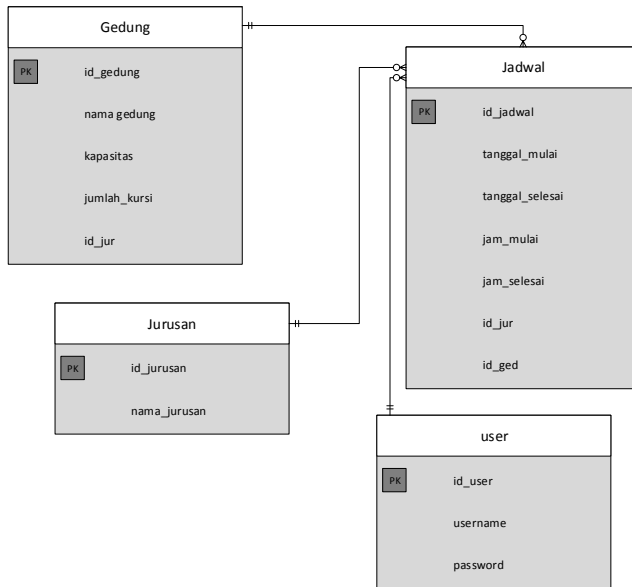 Gedung
PK
id_gedung
nama gedung
kapasitas
jumlah_kursi
id_jur
Jadwal
PK
id_jadwal
tanggal_mulai
tanggal_selesai
jam_mulai
jam_selesai
id_jur
id_ged
Jurusan
PK
id_jurusan
nama_jurusan
user
PK
id_user
username
password